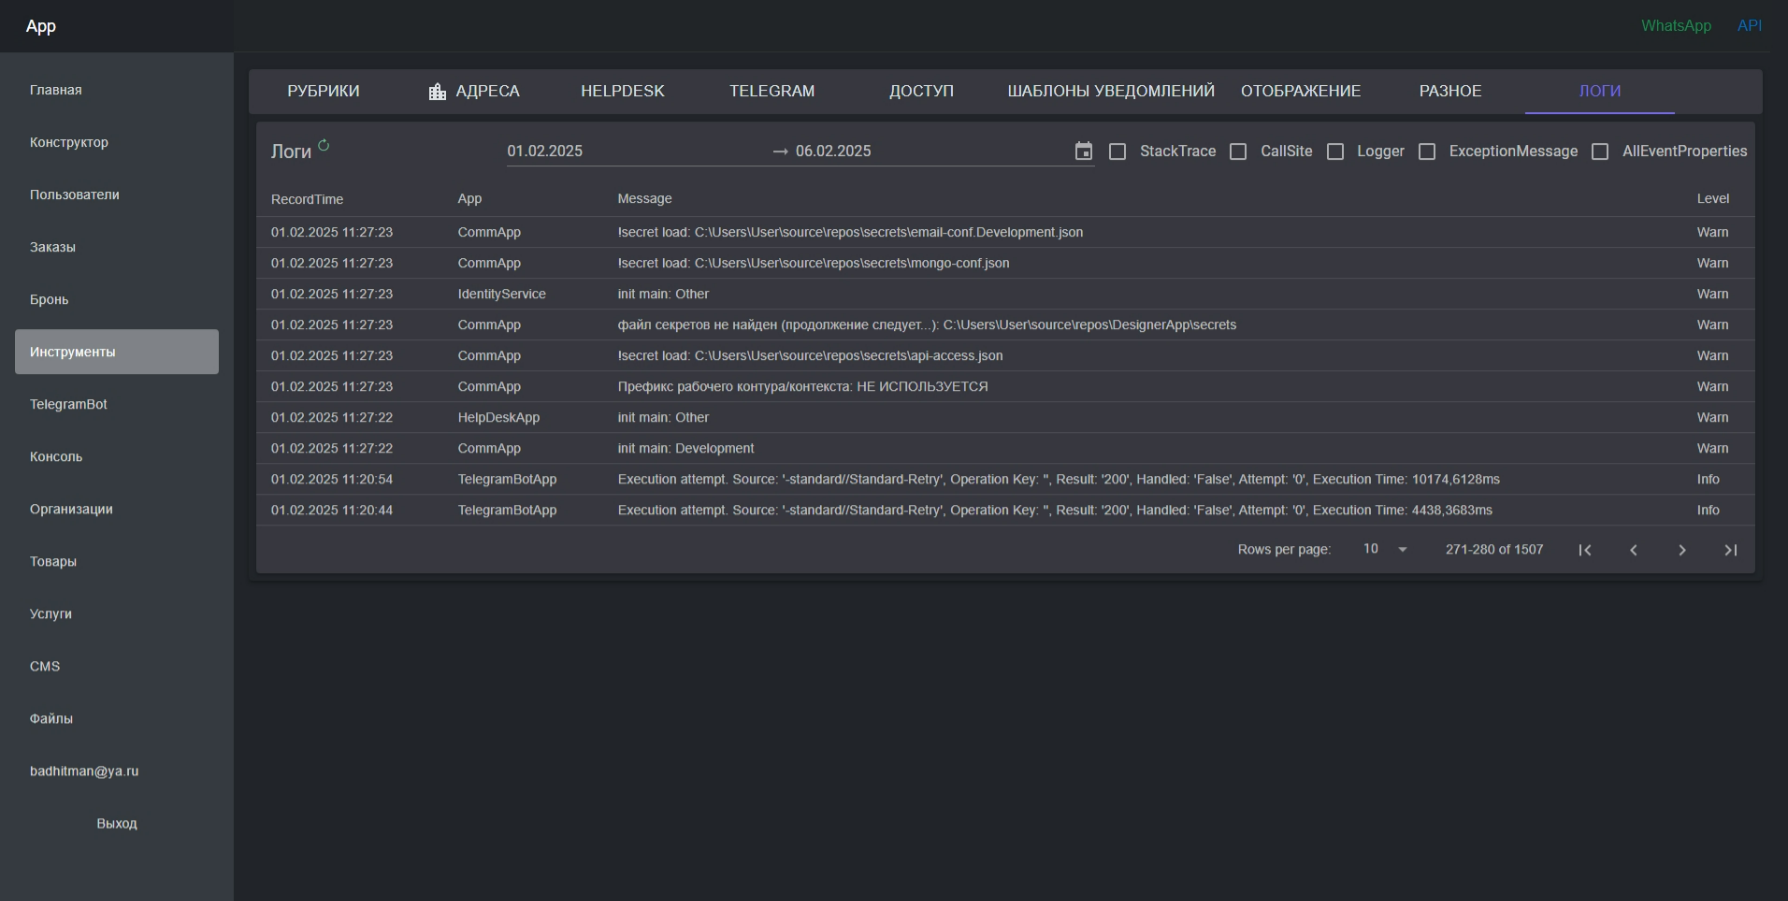 App
WhatsApp API
Главная
Конструктор
Пользователи
Заказы
Бронь
Инструменты
TelegramBot
Консоль
Организации
Товары
Услуги
CMS
Файлы
badhitman@ya.ru
Выход
РУБРИКИ АДРЕСА HELPDESK TELEGRAM ДОСТУП ШАБЛОНЫ УВЕДОМЛЕНИЙ ОТОБРАЖЕНИЕ РАЗНОЕ ЛОГИ
Логи 01.02.2025 → 06.02.2025 StackTrace CallSite Logger ExceptionMessage AllEventProperties
RecordTime App Message Level
01.02.2025 11:27:23 CommApp !secret load: C:\Users\User\source\repos\secrets\email-conf.Development.json Warn
01.02.2025 11:27:23 CommApp !secret load: C:\Users\User\source\repos\secrets\mongo-conf.json Warn
01.02.2025 11:27:23 IdentityService init main: Other Warn
01.02.2025 11:27:23 CommApp файл секретов не найден (продолжение следует...): C:\Users\User\source\repos\DesignerApp\secrets Warn
01.02.2025 11:27:23 CommApp !secret load: C:\Users\User\source\repos\secrets\api-access.json Warn
01.02.2025 11:27:23 CommApp Префикс рабочего контура/контекста: НЕ ИСПОЛЬЗУЕТСЯ Warn
01.02.2025 11:27:22 HelpDeskApp init main: Other Warn
01.02.2025 11:27:22 CommApp init main: Development Warn
01.02.2025 11:20:54 TelegramBotApp Execution attempt. Source: '-standard//Standard-Retry', Operation Key: '', Result: '200', Handled: 'False', Attempt: '0', Execution Time: 10174,6128ms Info
01.02.2025 11:20:44 TelegramBotApp Execution attempt. Source: '-standard//Standard-Retry', Operation Key: '', Result: '200', Handled: 'False', Attempt: '0', Execution Time: 4438,3683ms Info
Rows per page: 10 271-280 of 1507